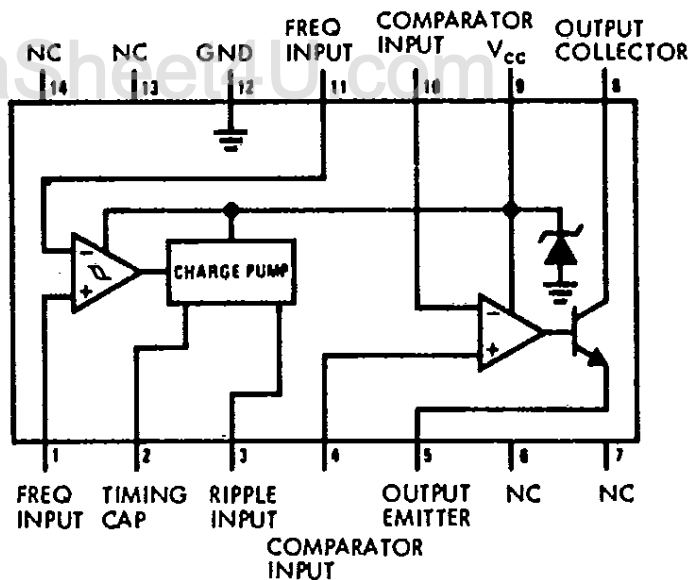 aSheet4U.com
NC
NC
GND
FREQ
INPUT
COMPARATOR
INPUT
Vcc
OUTPUT
COLLECTOR
14
13
12
11
10
9
8
-
+
CHARGE PUMP
-
+
1
2
3
4
5
6
7
FREQ
INPUT
TIMING
CAP
RIPPLE
INPUT
COMPARATOR
INPUT
OUTPUT
EMITTER
NC
NC